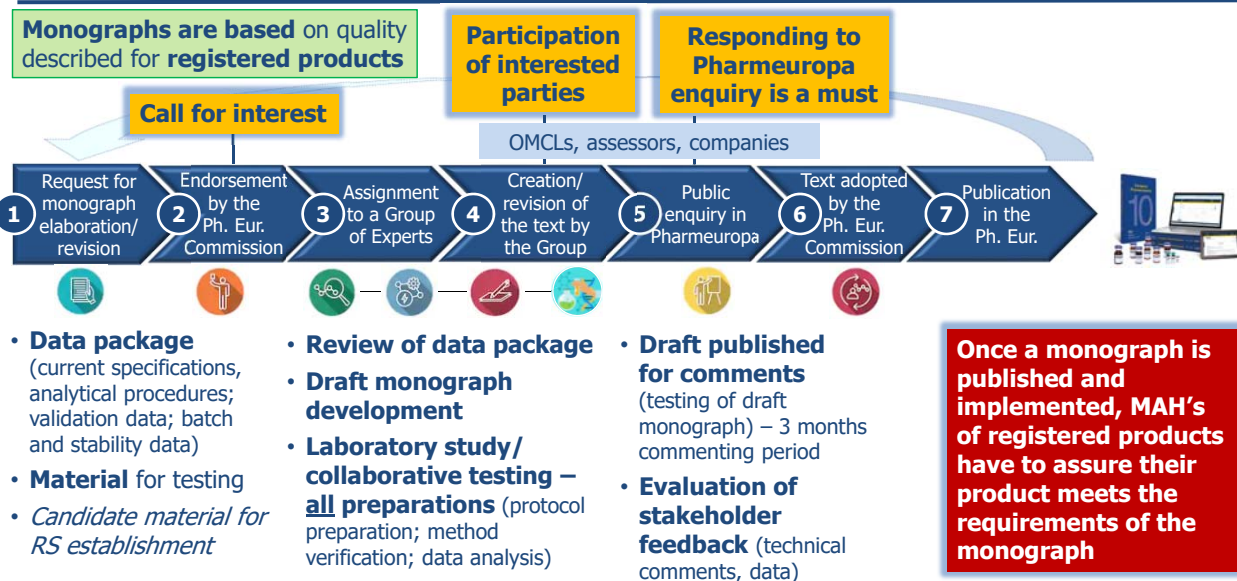 Monographs are based on quality
described for registered products
Call for interest
Participation
of interested
parties
Responding to
Pharmeuropa
enquiry is a must
OMCLs, assessors, companies
1
Request for
monograph
elaboration/
revision
2
Endorsement
by the
Ph. Eur.
Commission
3
Assignment
to a Group
of Experts
4
Creation/
revision of
the text by
the Group
5
Public
enquiry in
Pharmeuropa
6
Text adopted
by the
Ph. Eur.
Commission
7
Publication
in the
Ph. Eur.
10
• Data package
(current specifications,
analytical procedures;
validation data; batch
and stability data)
• Material for testing
• Candidate material for
RS establishment
• Review of data package
• Draft monograph
development
• Laboratory study/
collaborative testing –
all preparations (protocol
preparation; method
verification; data analysis)
• Draft published
for comments
(testing of draft
monograph) – 3 months
commenting period
• Evaluation of
stakeholder
feedback (technical
comments, data)
Once a monograph is
published and
implemented, MAH's
of registered products
have to assure their
product meets the
requirements of the
monograph